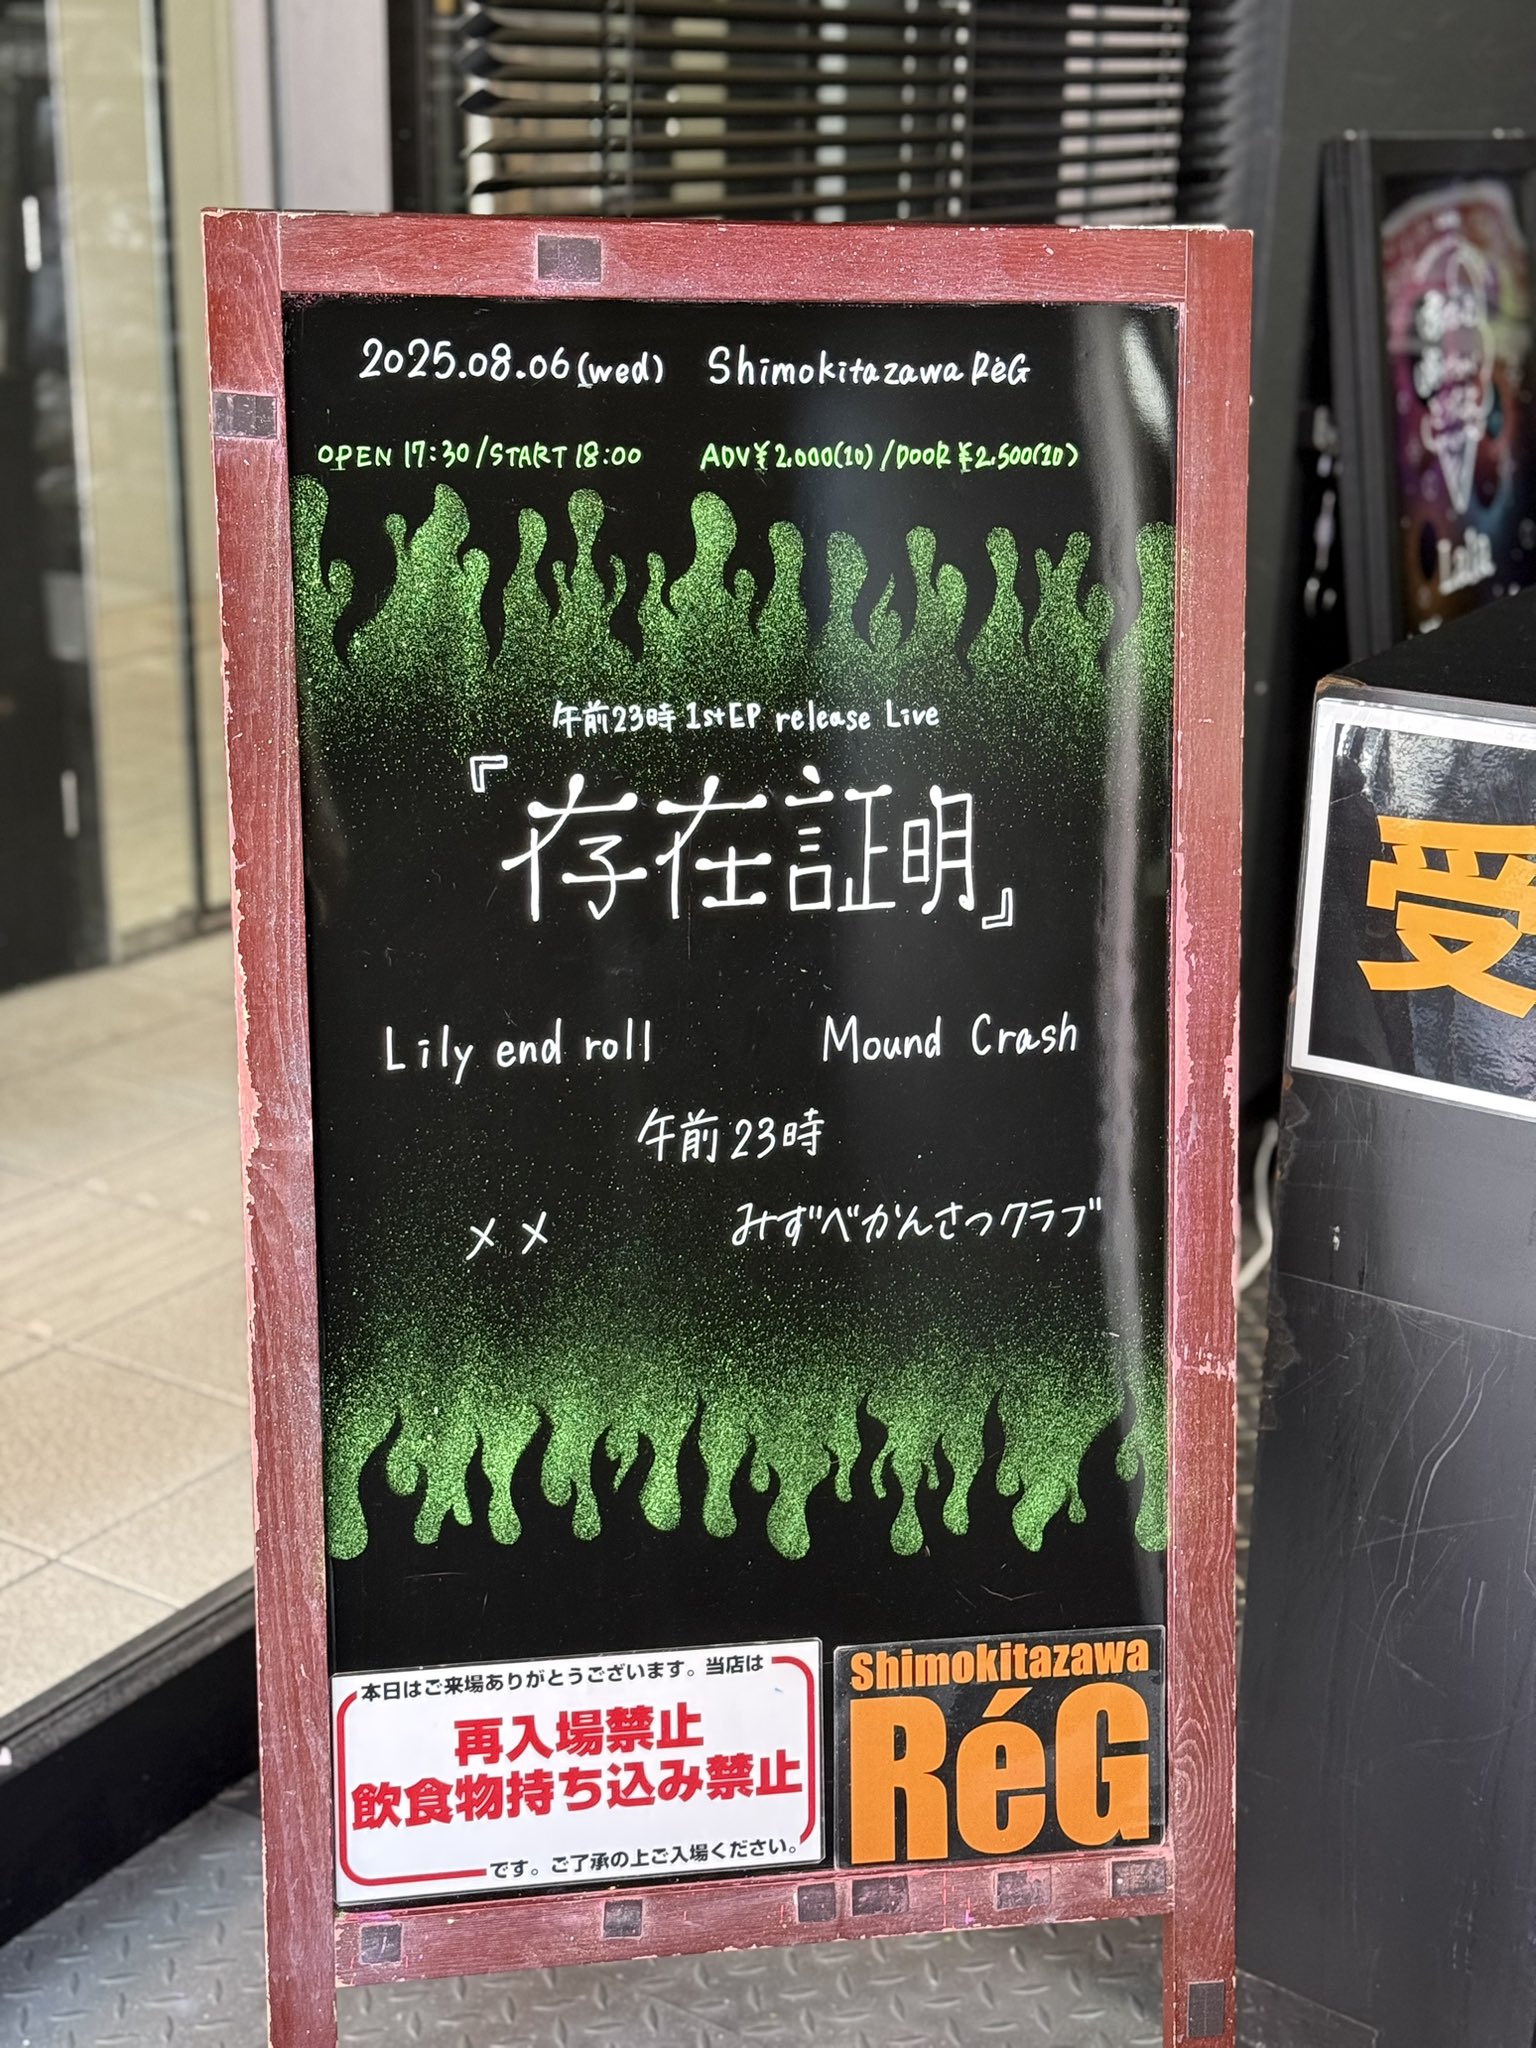 2025.08.06(wed) Shimokitazawa RéG
OPEN 17:30/START 18:00 ADV¥2.000(1D)/DOOR¥2.500(1D)
午前23時 1st EP release Live
『存在証明』
Lily end roll Mound Crash
午前23時
メメ みずべかんさつクラブ
本日はご来場ありがとうございます。当店は
再入場禁止
飲食物持ち込み禁止
です。ご了承の上ご入場ください。
Shimokitazawa
RéG
受
Lala